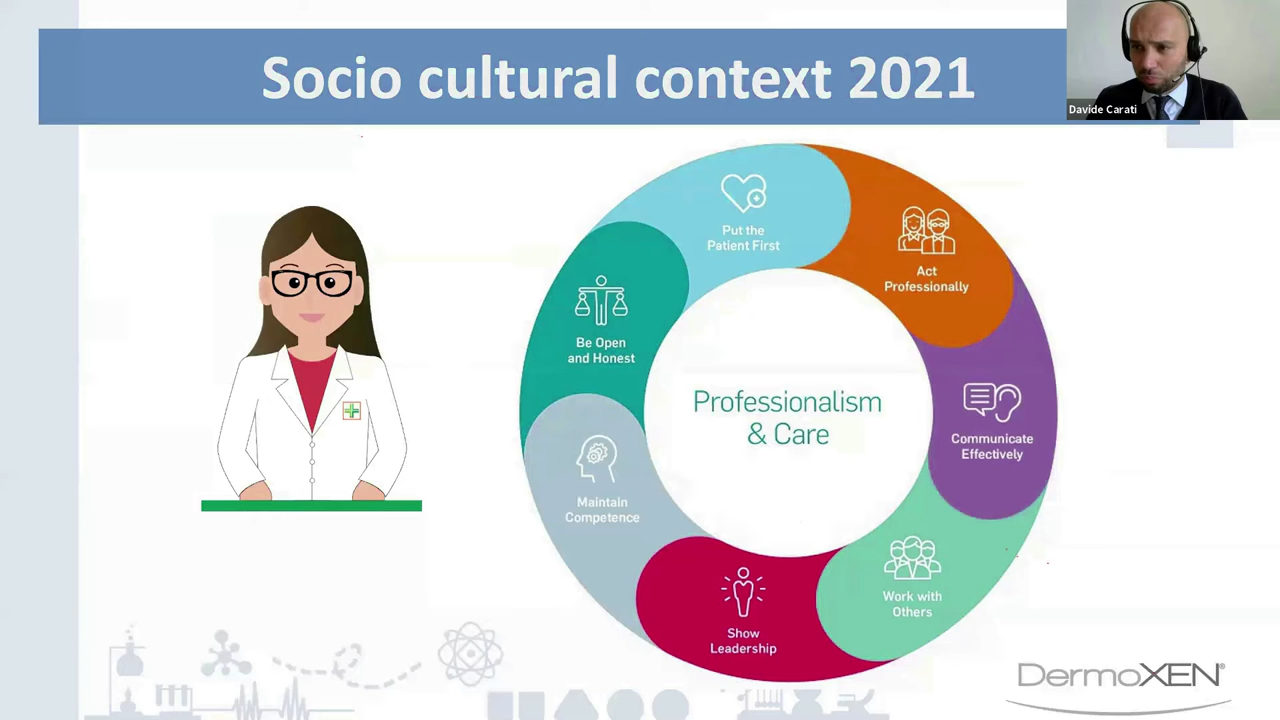 Socio cultural context 2021
Davide Carati
Put the
Patient First
Act
Professionally
Be Open
and Honest
Professionalism
& Care
Communicate
Effectively
Maintain
Competence
Work with
Others
Show
Leadership
DermoXEN®